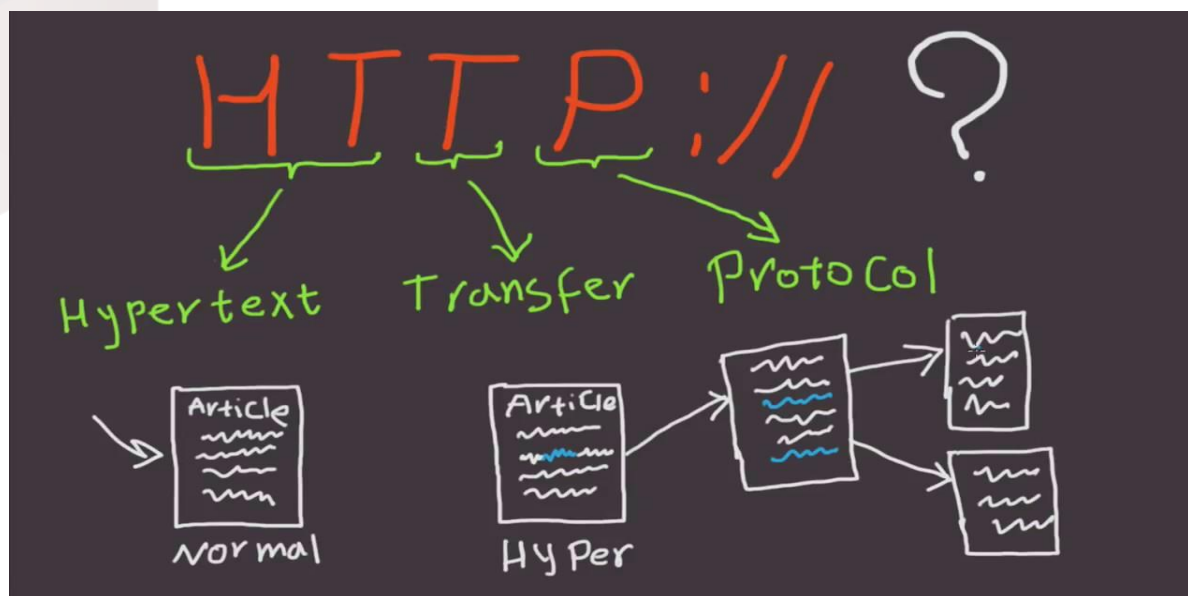 HTTP:// ?
Hypertext Transfer Protocol
Article Article
Normal Hyper